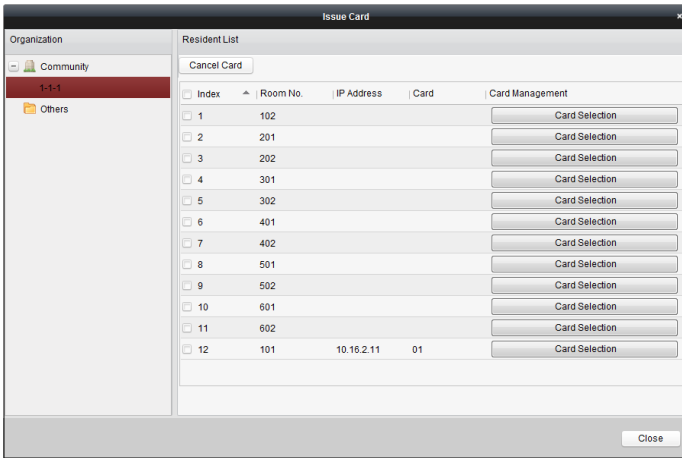 Issue Card ×
Organization
Resident List
Community
1-1-1
Others
Cancel Card
Index Room No. IP Address Card Card Management
1 102 Card Selection
2 201 Card Selection
3 202 Card Selection
4 301 Card Selection
5 302 Card Selection
6 401 Card Selection
7 402 Card Selection
8 501 Card Selection
9 502 Card Selection
10 601 Card Selection
11 602 Card Selection
12 101 10.16.2.11 01 Card Selection
Close